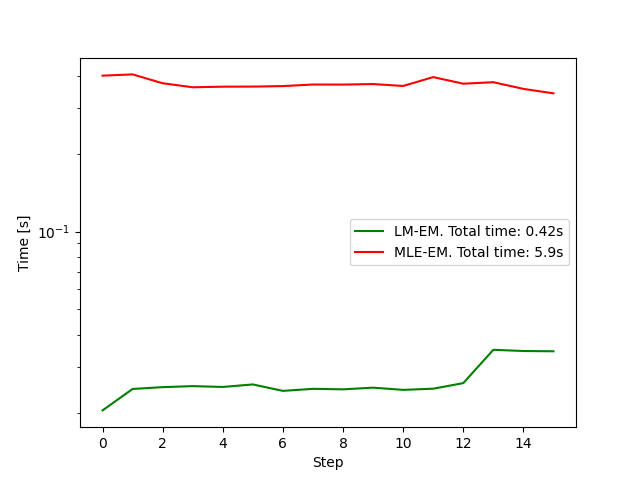 Time [s]
10⁻¹
LM-EM. Total time: 0.42s
MLE-EM. Total time: 5.9s
0 2 4 6 8 10 12 14
Step